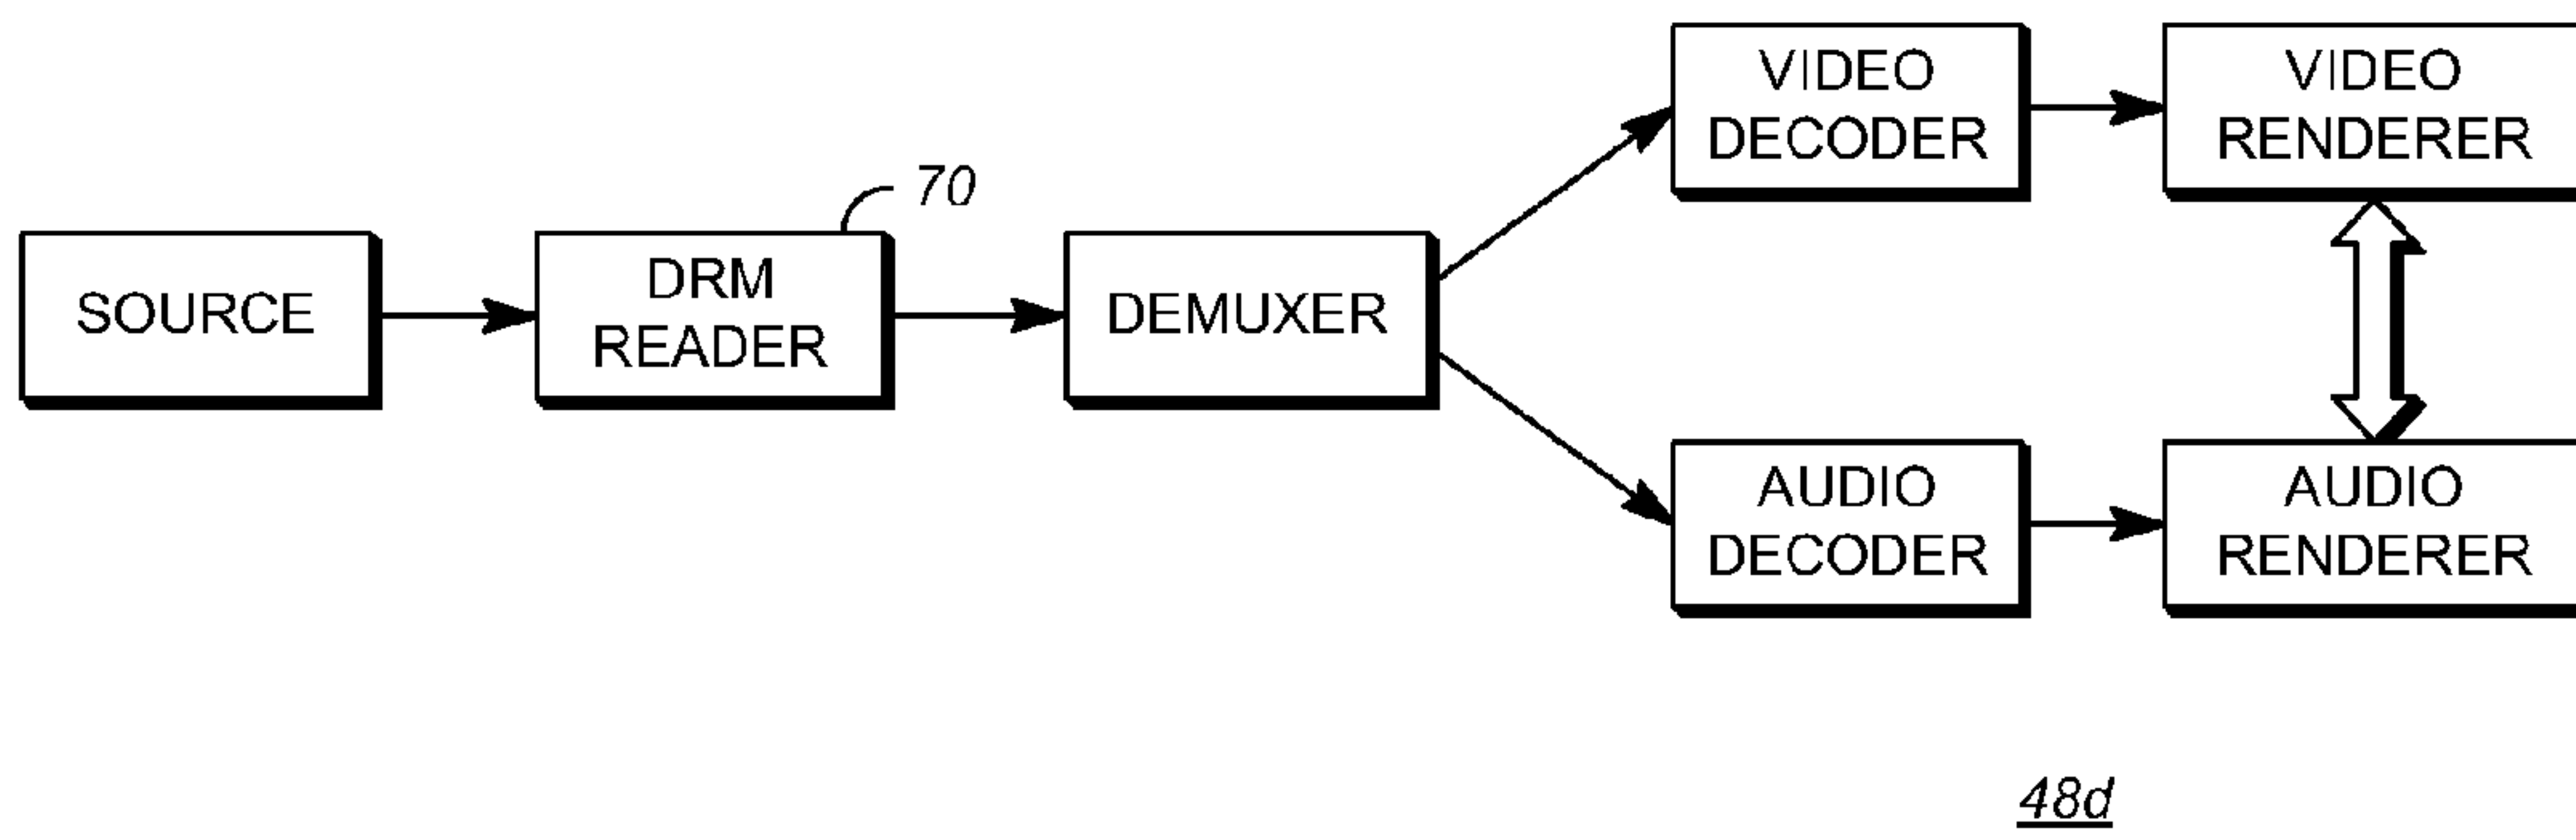 SOURCE
70
DRM
READER
DEMUXER
VIDEO
DECODER
VIDEO
RENDERER
AUDIO
DECODER
AUDIO
RENDERER
48d